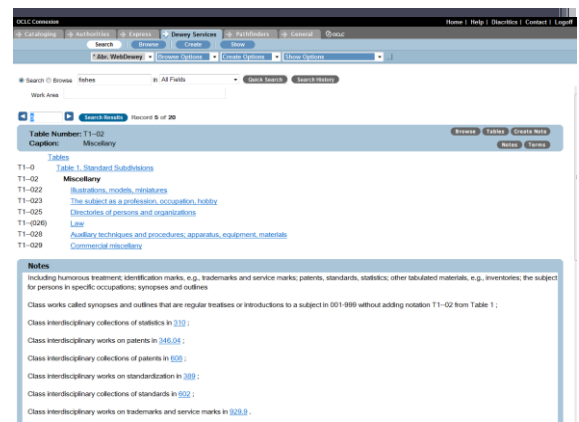 OCLC Connexion
Home | Help | Diacritics | Contact | Logoff
Cataloging Authorities Express Dewey Services Pathfinders General OCLC
Search Browse Create Show
*Abr. WebDewey Browse Options Create Options Show Options
Search Browse fishes in All Fields Quick Search Search History
Work Area
Search Results Record 5 of 20
Browse Tables Create Note
Table Number: T1--02
Caption: Miscellany
Notes Terms
Tables
T1--0 Table 1. Standard Subdivisions
T1--02 Miscellany
T1--022 Illustrations, models, miniatures
T1--023 The subject as a profession, occupation, hobby
T1--025 Directories of persons and organizations
T1--(026) Law
T1--028 Auxiliary techniques and procedures; apparatus, equipment, materials
T1--029 Commercial miscellany
Notes
Including humorous treatment; identification marks, e.g., trademarks and service marks; patents, standards, statistics; other tabulated materials, e.g., inventories; the subject
for persons in specific occupations; synopses and outlines
Class works called synopses and outlines that are regular treatises or introductions to a subject in 001-999 without adding notation T1--02 from Table 1 ;
Class interdisciplinary collections of statistics in 310 ;
Class interdisciplinary works on patents in 346.04 ;
Class interdisciplinary collections of patents in 608 ;
Class interdisciplinary works on standardization in 389 ;
Class interdisciplinary collections of standards in 602 ;
Class interdisciplinary works on trademarks and service marks in 929.9 .